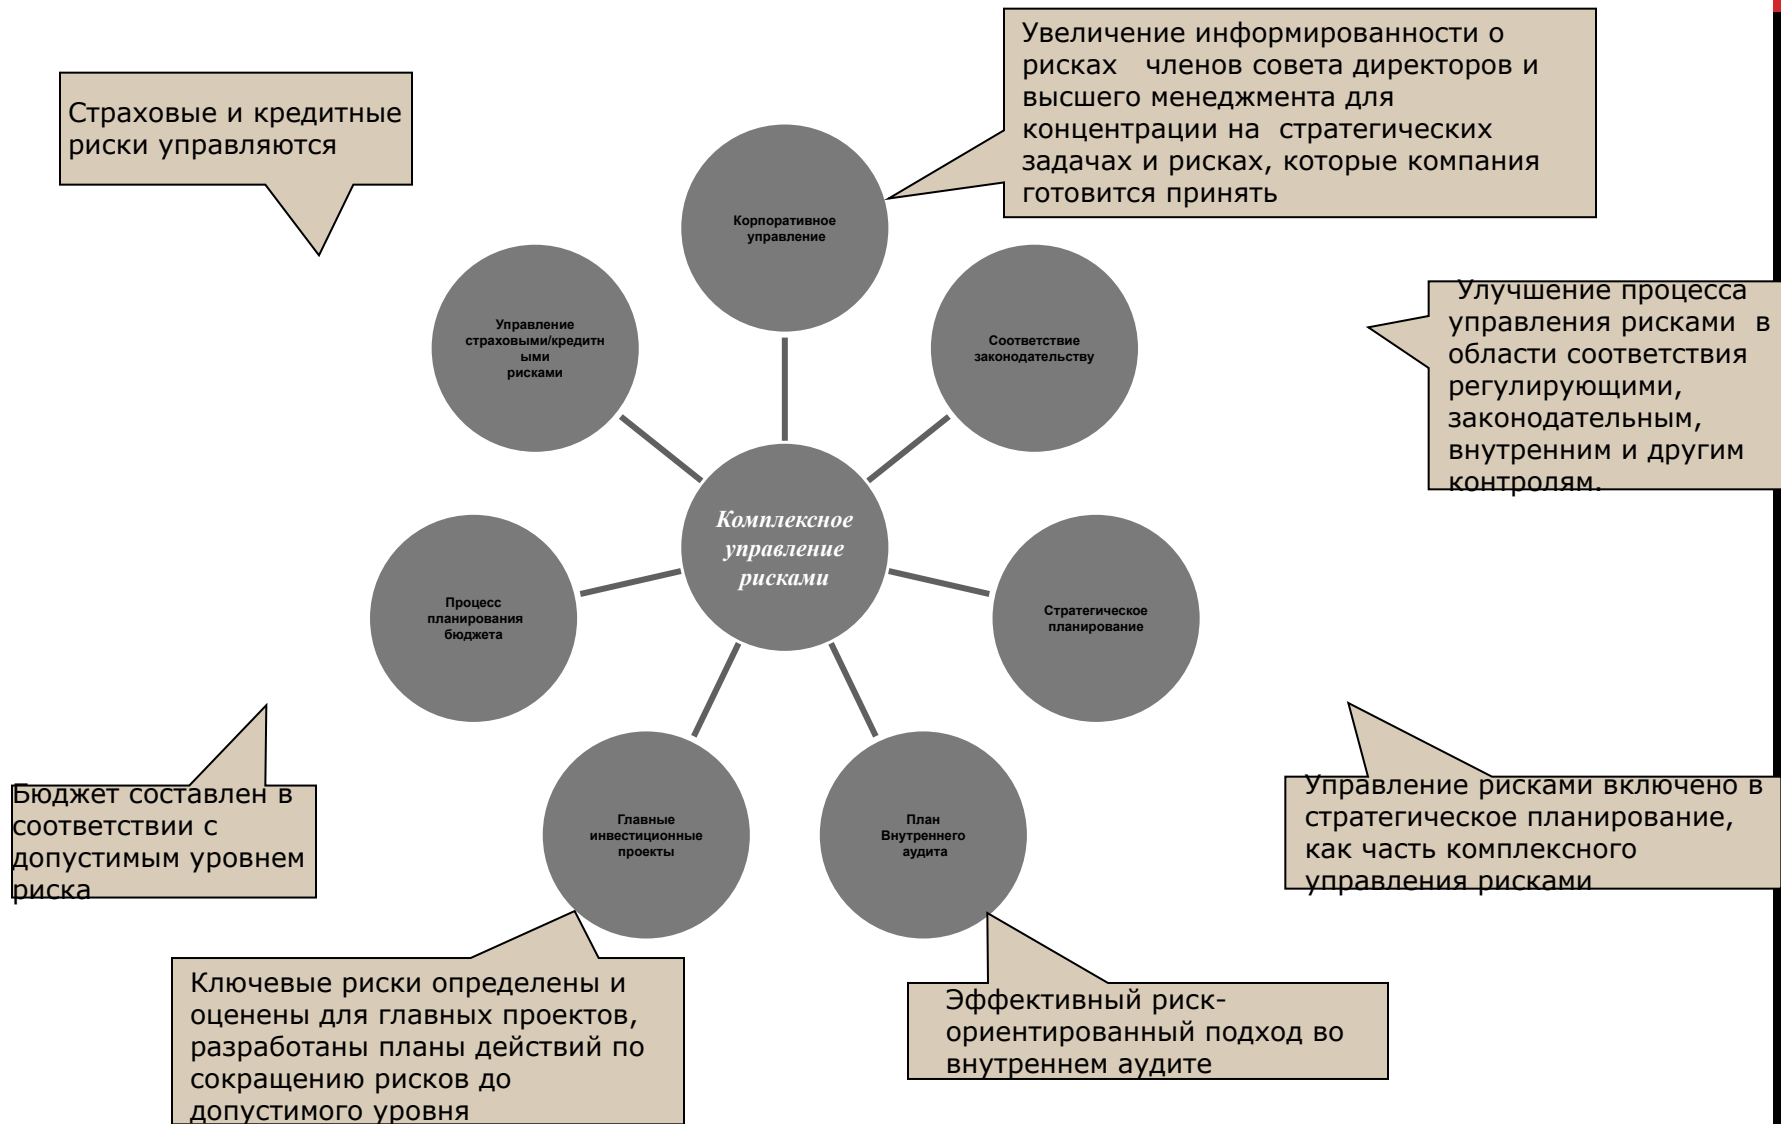 Увеличение информированности о
рисках членов совета директоров и
высшего менеджмента для
концентрации на стратегических
задачах и рисках, которые компания
готовится принять
Страховые и кредитные
риски управляются
Корпоративное
управление
Управление
страховыми/кредитн
ыми
рисками
Соответствие
законодательству
Улучшение процесса
управления рисками в
области соответствия
регулирующими,
законодательным,
внутренним и другим
контролям.
Комплексное
управление
рисками
Процесс
планирования
бюджета
Стратегическое
планирование
Бюджет составлен в
соответствии с
допустимым уровнем
риска
Главные
инвестиционные
проекты
План
Внутреннего
аудита
Управление рисками включено в
стратегическое планирование,
как часть комплексного
управления рисками
Ключевые риски определены и
оценены для главных проектов,
разработаны планы действий по
сокращению рисков до
допустимого уровня
Эффективный риск-
ориентированный подход во
внутреннем аудите